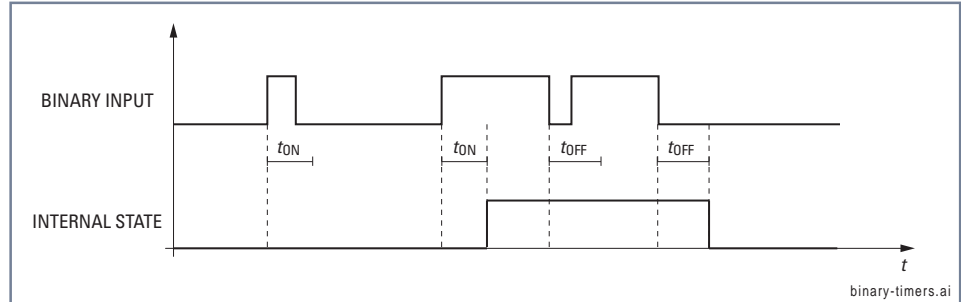 BINARY INPUT
tON
tON
tOFF
tOFF
INTERNAL STATE
t
binary-timers.ai